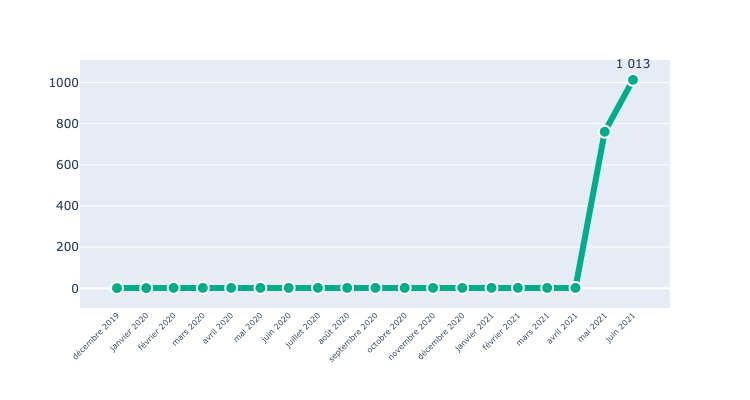 1 013
1000
800
600
400
200
0
décembre 2019
janvier 2020
février 2020
mars 2020
avril 2020
mai 2020
juin 2020
juillet 2020
août 2020
septembre 2020
octobre 2020
novembre 2020
décembre 2020
janvier 2021
février 2021
mars 2021
avril 2021
mai 2021
juin 2021